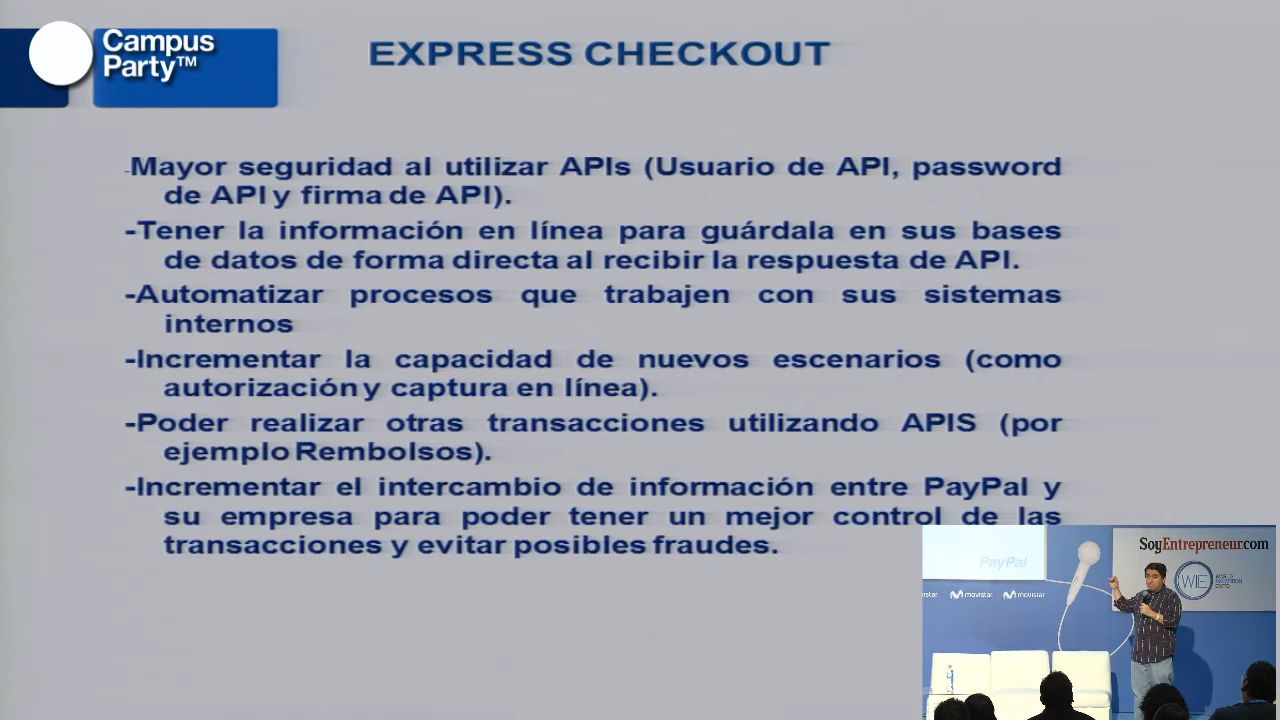 Campus
Party™
EXPRESS CHECKOUT
-Mayor seguridad al utilizar APIs (Usuario de API, password
de API y firma de API).
-Tener la información en línea para guárdala en sus bases
de datos de forma directa al recibir la respuesta de API.
-Automatizar procesos que trabajen con sus sistemas
internos
-Incrementar la capacidad de nuevos escenarios (como
autorización y captura en línea).
-Poder realizar otras transacciones utilizando APIS (por
ejemplo Rembolsos).
-Incrementar el intercambio de información entre PayPal y
su empresa para poder tener un mejor control de las
transacciones y evitar posibles fraudes.
SoyEntrepreneur.com
PayPal
WIE
WORLD
INNOVATION
EXPO
istar movistar movistar